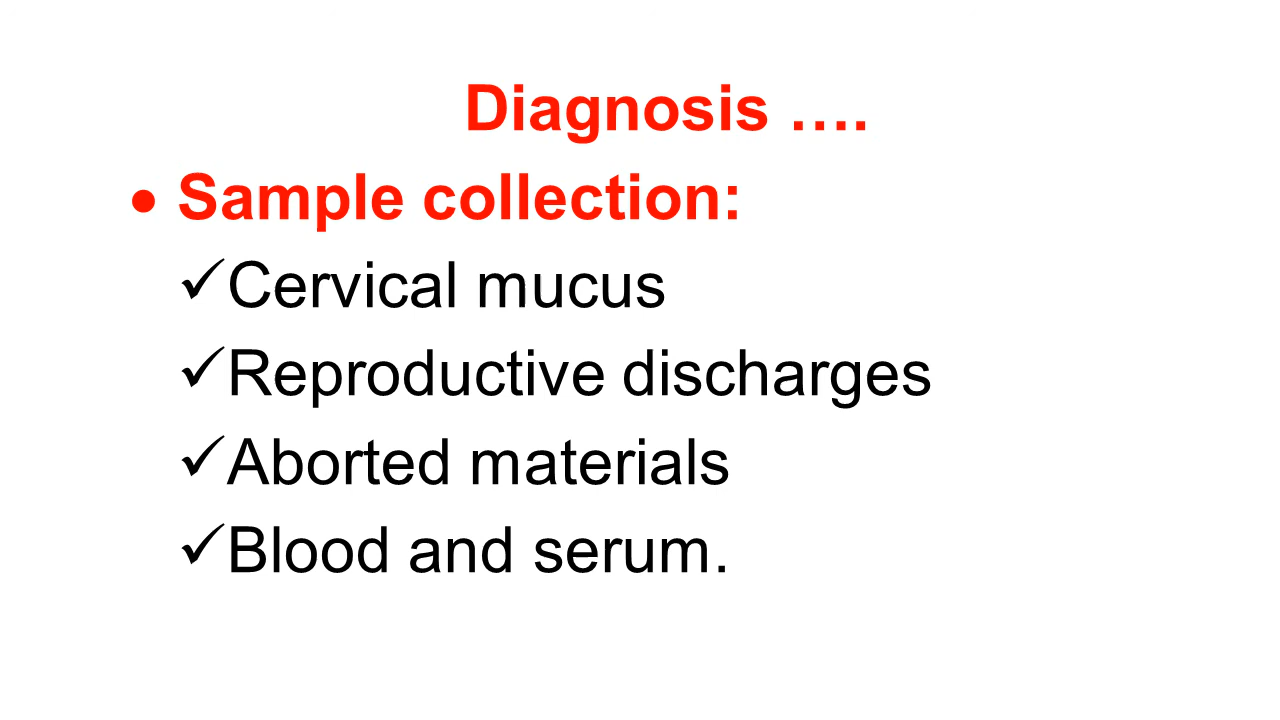 Diagnosis ….
• Sample collection:
✓Cervical mucus
✓Reproductive discharges
✓Aborted materials
✓Blood and serum.